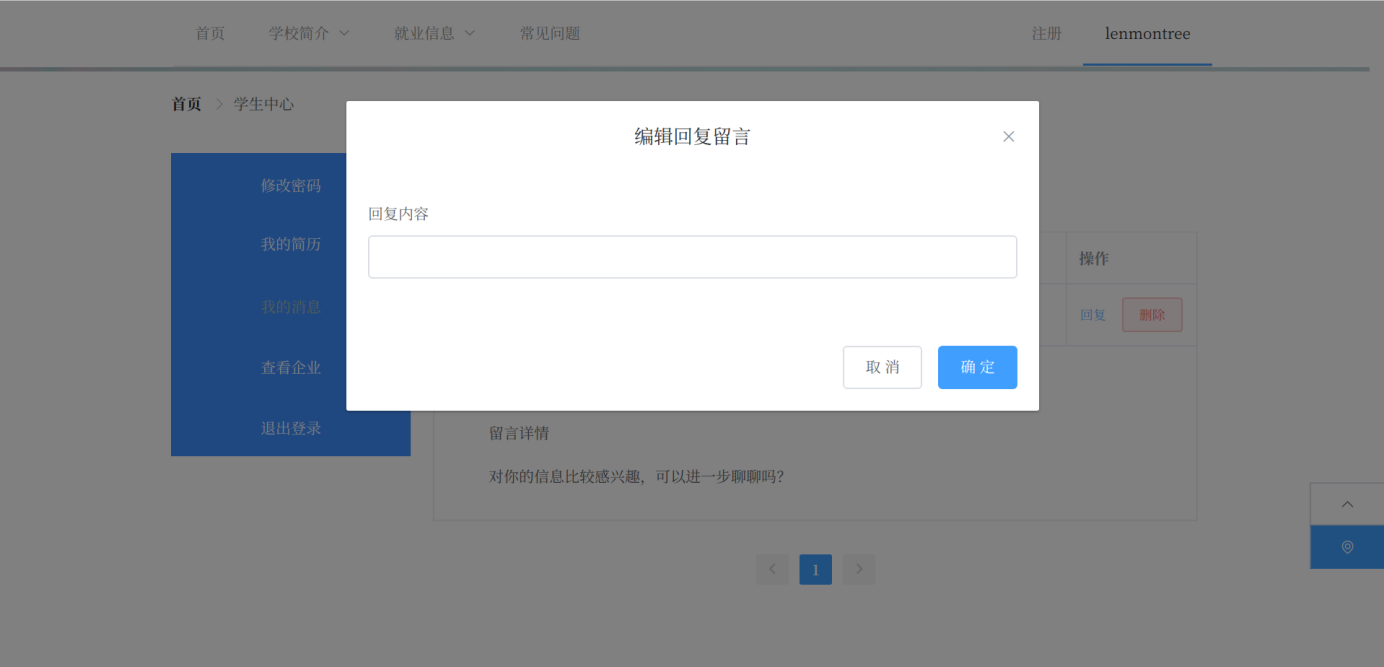 首页 学校简介 就业信息 常见问题 注册 lenmontree
首页 学生中心
编辑回复留言
修改密码
我的简历
我的消息
查看企业
退出登录
回复内容
操作
回复 删除
取 消 确 定
留言详情
对你的信息比较感兴趣，可以进一步聊聊吗？
1